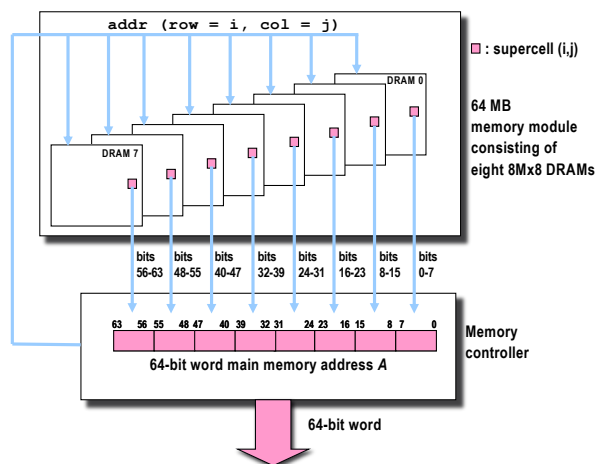 addr (row = i, col = j)
: supercell (i,j)
DRAM 0
64 MB
memory module
consisting of
eight 8Mx8 DRAMs
DRAM 7
bits
56-63
bits
48-55
bits
40-47
bits
32-39
bits
24-31
bits
16-23
bits
8-15
bits
0-7
63 56 55 48 47 40 39 32 31 24 23 16 15 8 7 0
64-bit word main memory address A
Memory
controller
64-bit word